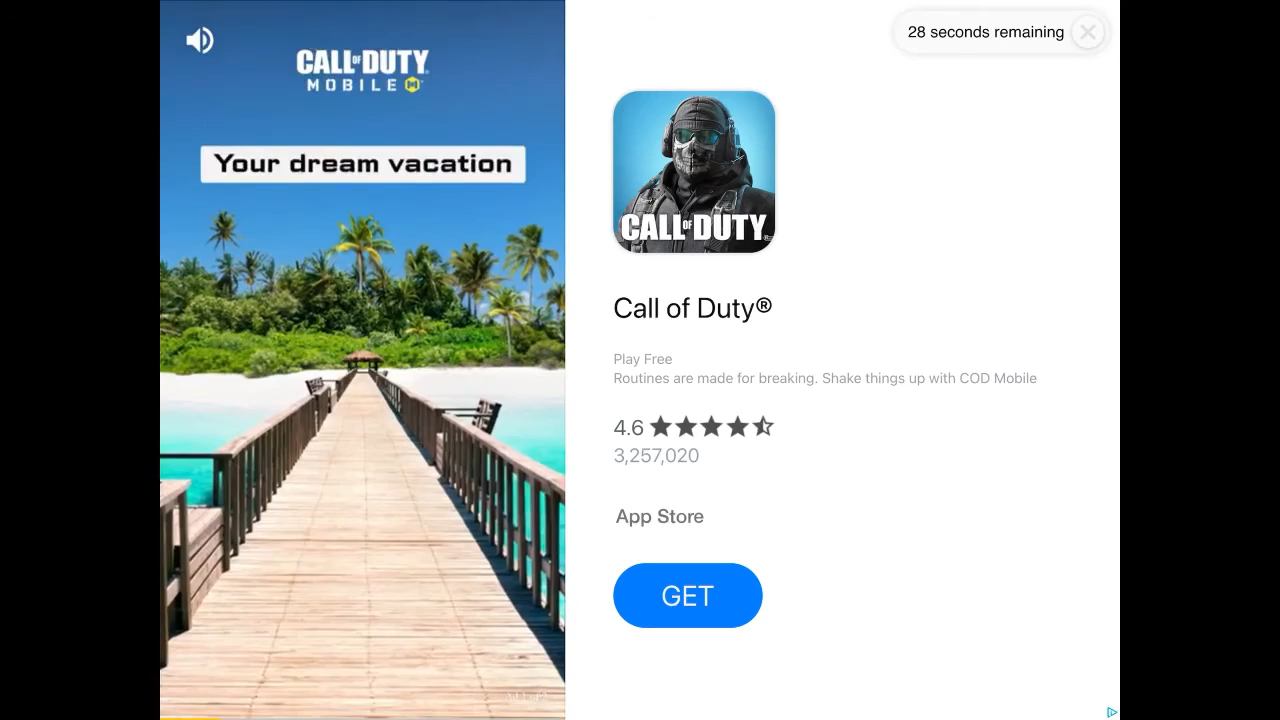 CALL OF DUTY
MOBILE
Your dream vacation
28 seconds remaining
CALL OF DUTY
Call of Duty®
Play Free
Routines are made for breaking. Shake things up with COD Mobile
4.6
3,257,020
App Store
GET